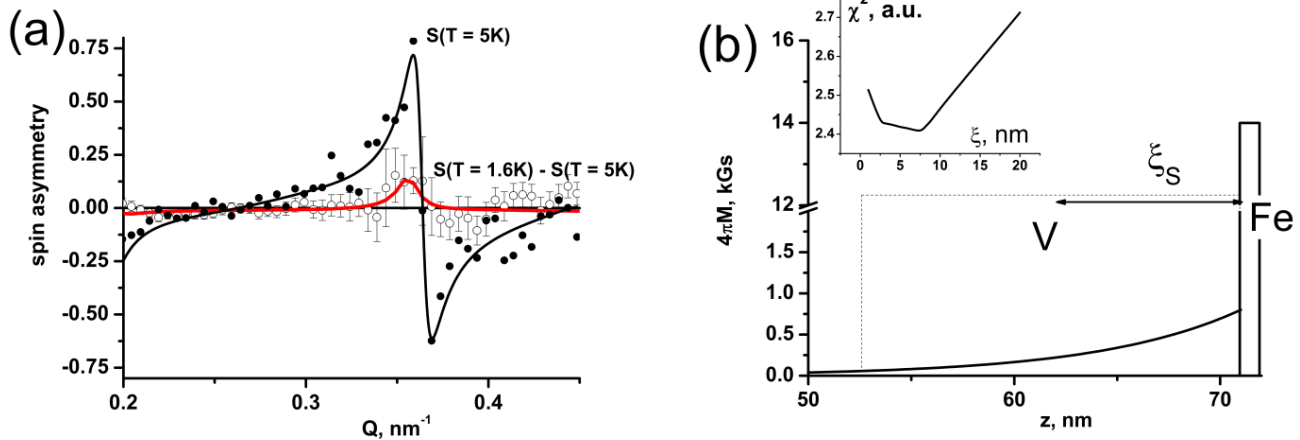 (a)
0.75
0.50
0.25
0.00
-0.25
-0.50
-0.75
spin asymmetry
S(T = 5K)
S(T = 1.6K) - S(T = 5K)
0.2
0.3
0.4
Q, nm⁻¹
(b)
16
14
12
1.5
1.0
0.5
0.0
4πM, kGs
χ², a.u.
2.7
2.6
2.5
2.4
0
5
10
15
20
ξ, nm
ξS
V
Fe
50
60
70
z, nm